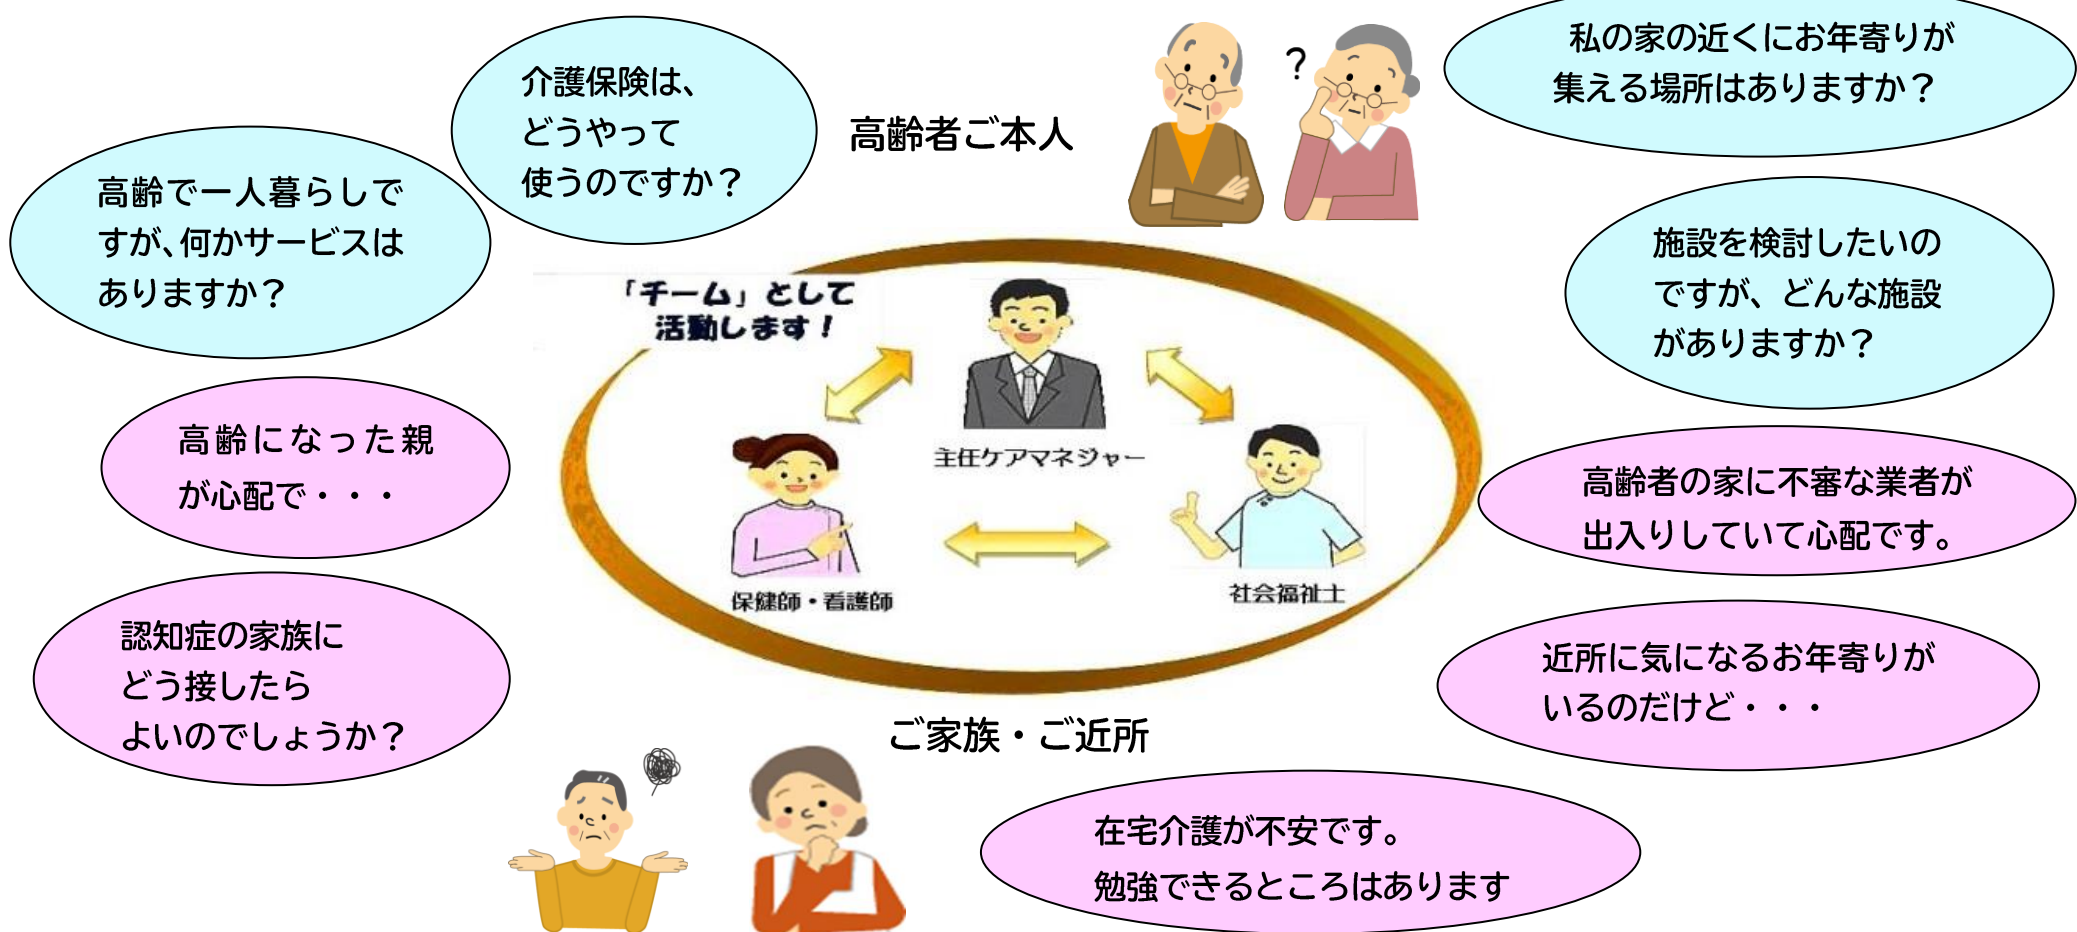 介護保険は、
どうやって
使うのですか？
高齢者ご本人
?
私の家の近くにお年寄りが
集える場所はありますか？
高齢で一人暮らしで
すが、何かサービスは
ありますか？
施設を検討したいの
ですが、どんな施設
がありますか？
「チーム」として
活動します！
主任ケアマネジャー
保健師・看護師
社会福祉士
高齢になった親
が心配で・・・
高齢者の家に不審な業者が
出入りしていて心配です。
認知症の家族に
どう接したら
よいのでしょうか？
近所に気になるお年寄りが
いるのだけど・・・
ご家族・ご近所
在宅介護が不安です。
勉強できるところはあります